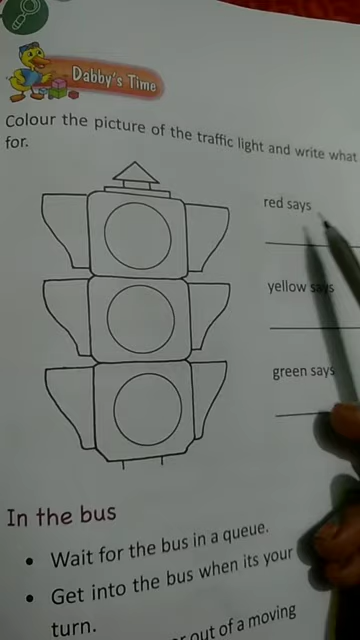 Dabby's Time
Colour the picture of the traffic light and write what
for.
red says
yellow says
green says
In the bus
• Wait for the bus in a queue.
• Get into the bus when its your
turn.
out of a moving